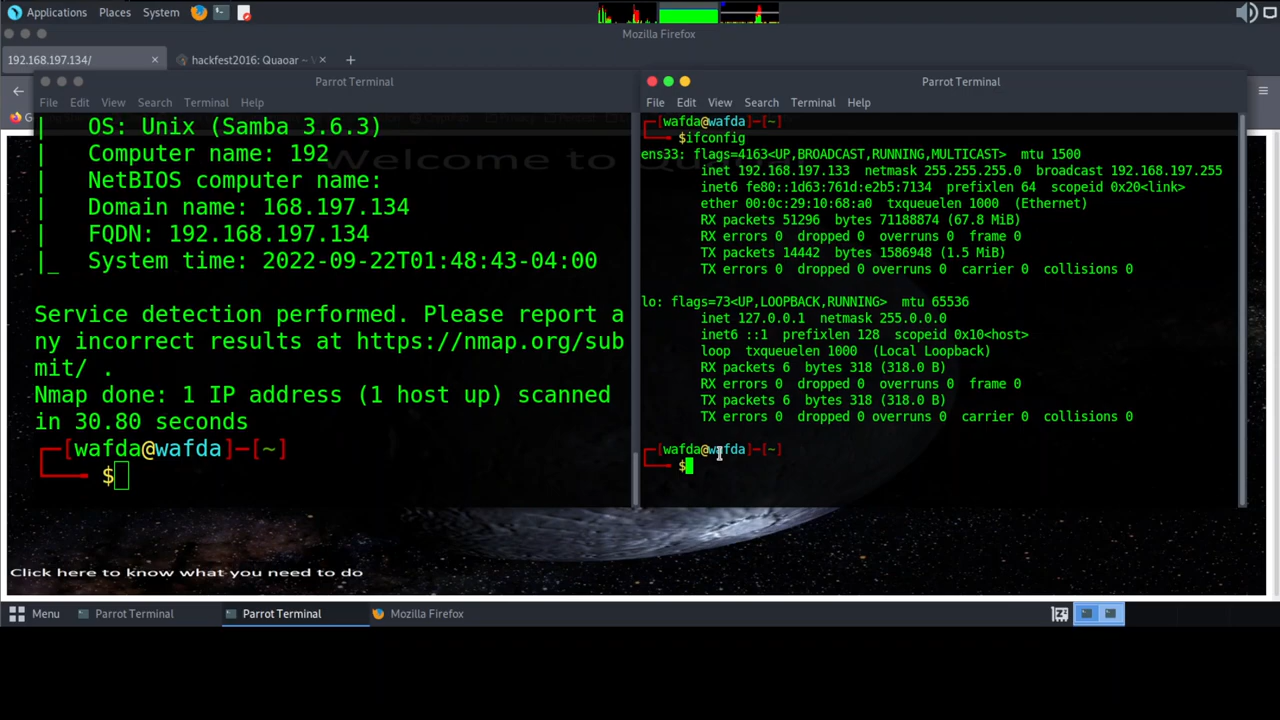 Applications Places System
Mozilla Firefox
192.168.197.134/ × hackfest2016: Quaoar ~ V × +
Parrot Terminal
File Edit View Search Terminal Help
| OS: Unix (Samba 3.6.3)
| Computer name: 192
| NetBIOS computer name:
| Domain name: 168.197.134
| FQDN: 192.168.197.134
|_ System time: 2022-09-22T01:48:43-04:00
Service detection performed. Please report a
ny incorrect results at https://nmap.org/sub
mit/ .
Nmap done: 1 IP address (1 host up) scanned
in 30.80 seconds
┌─[wafda@wafda]─[~]
└──╼ $
Parrot Terminal
File Edit View Search Terminal Help
┌─[wafda@wafda]─[~]
└──╼ $ifconfig
ens33: flags=4163<UP,BROADCAST,RUNNING,MULTICAST> mtu 1500
inet 192.168.197.133 netmask 255.255.255.0 broadcast 192.168.197.255
inet6 fe80::1d63:761d:e2b5:7134 prefixlen 64 scopeid 0x20<link>
ether 00:0c:29:10:68:a0 txqueuelen 1000 (Ethernet)
RX packets 51296 bytes 71188874 (67.8 MiB)
RX errors 0 dropped 0 overruns 0 frame 0
TX packets 14442 bytes 1586948 (1.5 MiB)
TX errors 0 dropped 0 overruns 0 carrier 0 collisions 0
lo: flags=73<UP,LOOPBACK,RUNNING> mtu 65536
inet 127.0.0.1 netmask 255.0.0.0
inet6 ::1 prefixlen 128 scopeid 0x10<host>
loop txqueuelen 1000 (Local Loopback)
RX packets 6 bytes 318 (318.0 B)
RX errors 0 dropped 0 overruns 0 frame 0
TX packets 6 bytes 318 (318.0 B)
TX errors 0 dropped 0 overruns 0 carrier 0 collisions 0
┌─[wafda@wafda]─[~]
└──╼ $
Welcome to
Click here to know what you need to do
Menu Parrot Terminal Parrot Terminal Mozilla Firefox